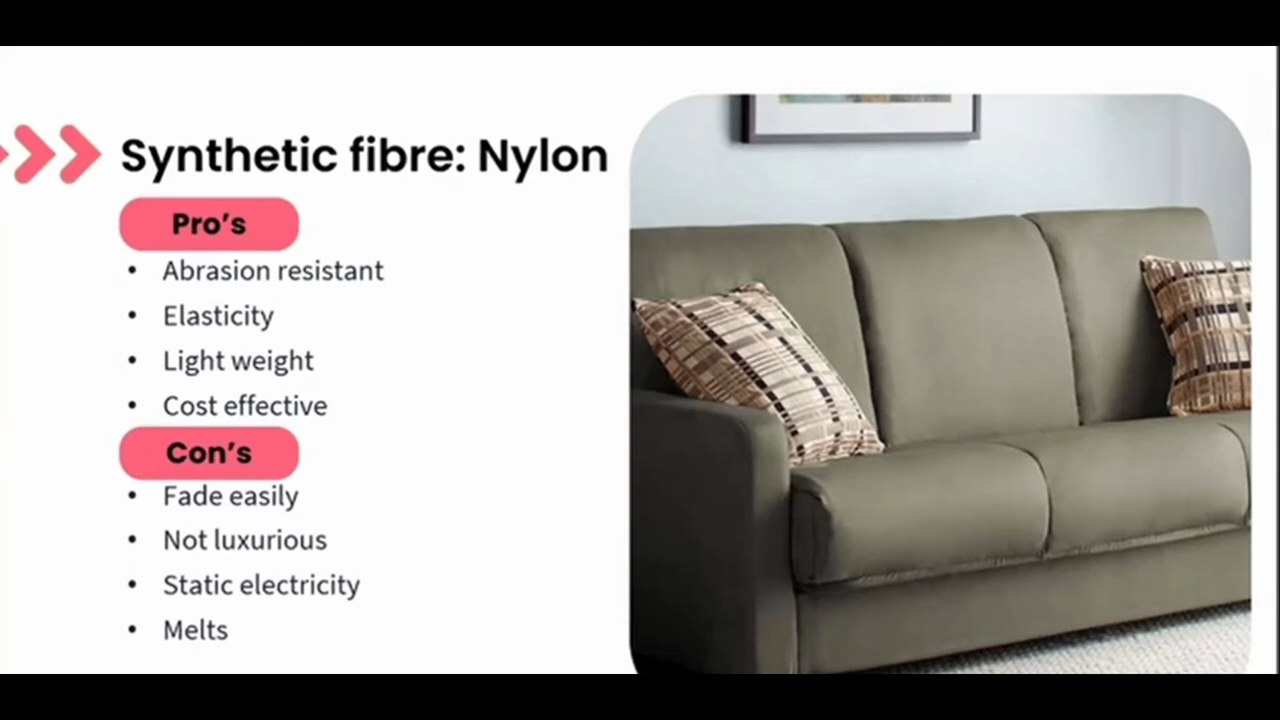 Synthetic fibre: Nylon
Pro’s
• Abrasion resistant
• Elasticity
• Light weight
• Cost effective
Con’s
• Fade easily
• Not luxurious
• Static electricity
• Melts